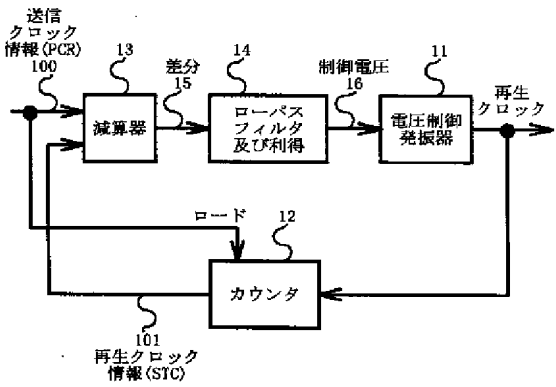 送信
クロック
情報(PCR)
100
13
減算器
差分
15
14
ローパス
フィルタ
及び利得
制御電圧
16
11
電圧制御
発振器
再生
クロック
ロード
12
カウンタ
101
再生クロック
情報(STC)